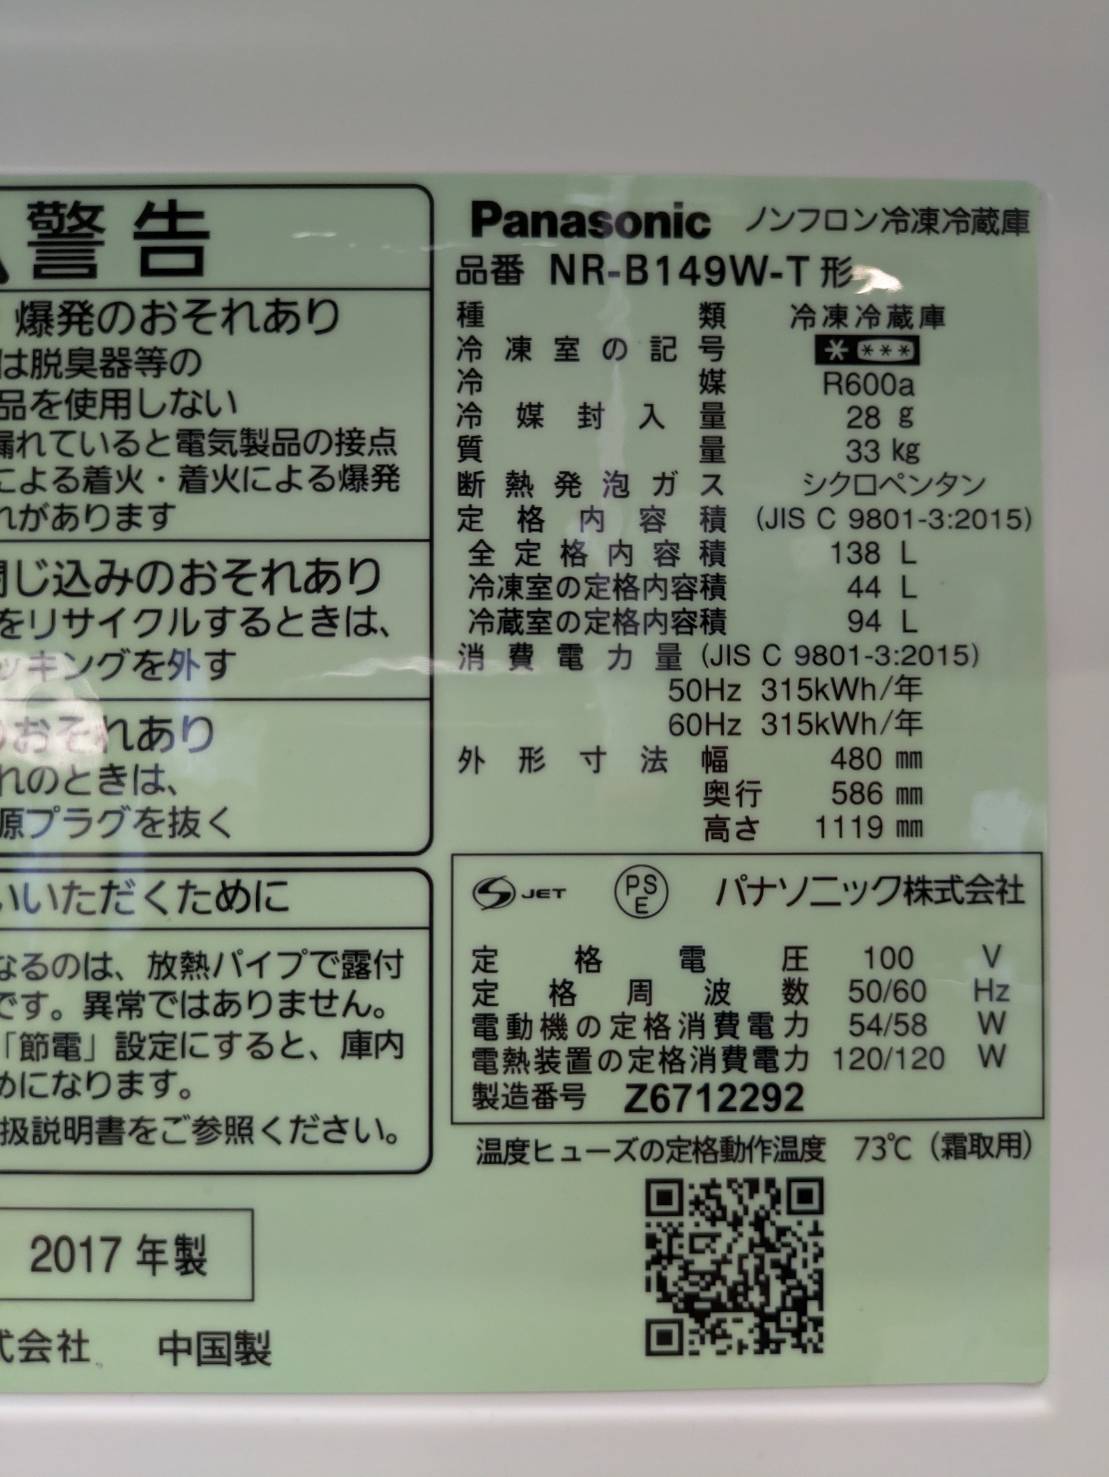 警告
爆発のおそれあり
は脱臭器等の
品を使用しない
漏れていると電気製品の接点
による着火・着火による爆発
れがあります
閉じ込みのおそれあり
をリサイクルするときは、
ッキングを外す
のおそれあり
れのときは、
源プラグを抜く
いいただくために
なるのは、放熱パイプで露付
です。異常ではありません。
「節電」設定にすると、庫内
めになります。
扱説明書をご参照ください。
2017 年製
式会社 中国製
Panasonic ノンフロン冷凍冷蔵庫
品番 NR-B149W-T 形
種類 冷凍冷蔵庫
冷凍室の記号 * ***
冷媒 R600a
冷媒封入量 28 g
質量 33 kg
断熱発泡ガス シクロペンタン
定格内容積 (JIS C 9801-3:2015)
全定格内容積 138 L
冷凍室の定格内容積 44 L
冷蔵室の定格内容積 94 L
消費電力量 (JIS C 9801-3:2015)
50Hz 315kWh/年
60Hz 315kWh/年
外形寸法 幅 480 mm
奥行 586 mm
高さ 1119 mm
S JET PS E パナソニック株式会社
定格電圧 100 V
定格周波数 50/60 Hz
電動機の定格消費電力 54/58 W
電熱装置の定格消費電力 120/120 W
製造番号 Z6712292
温度ヒューズの定格動作温度 73℃（霜取用）